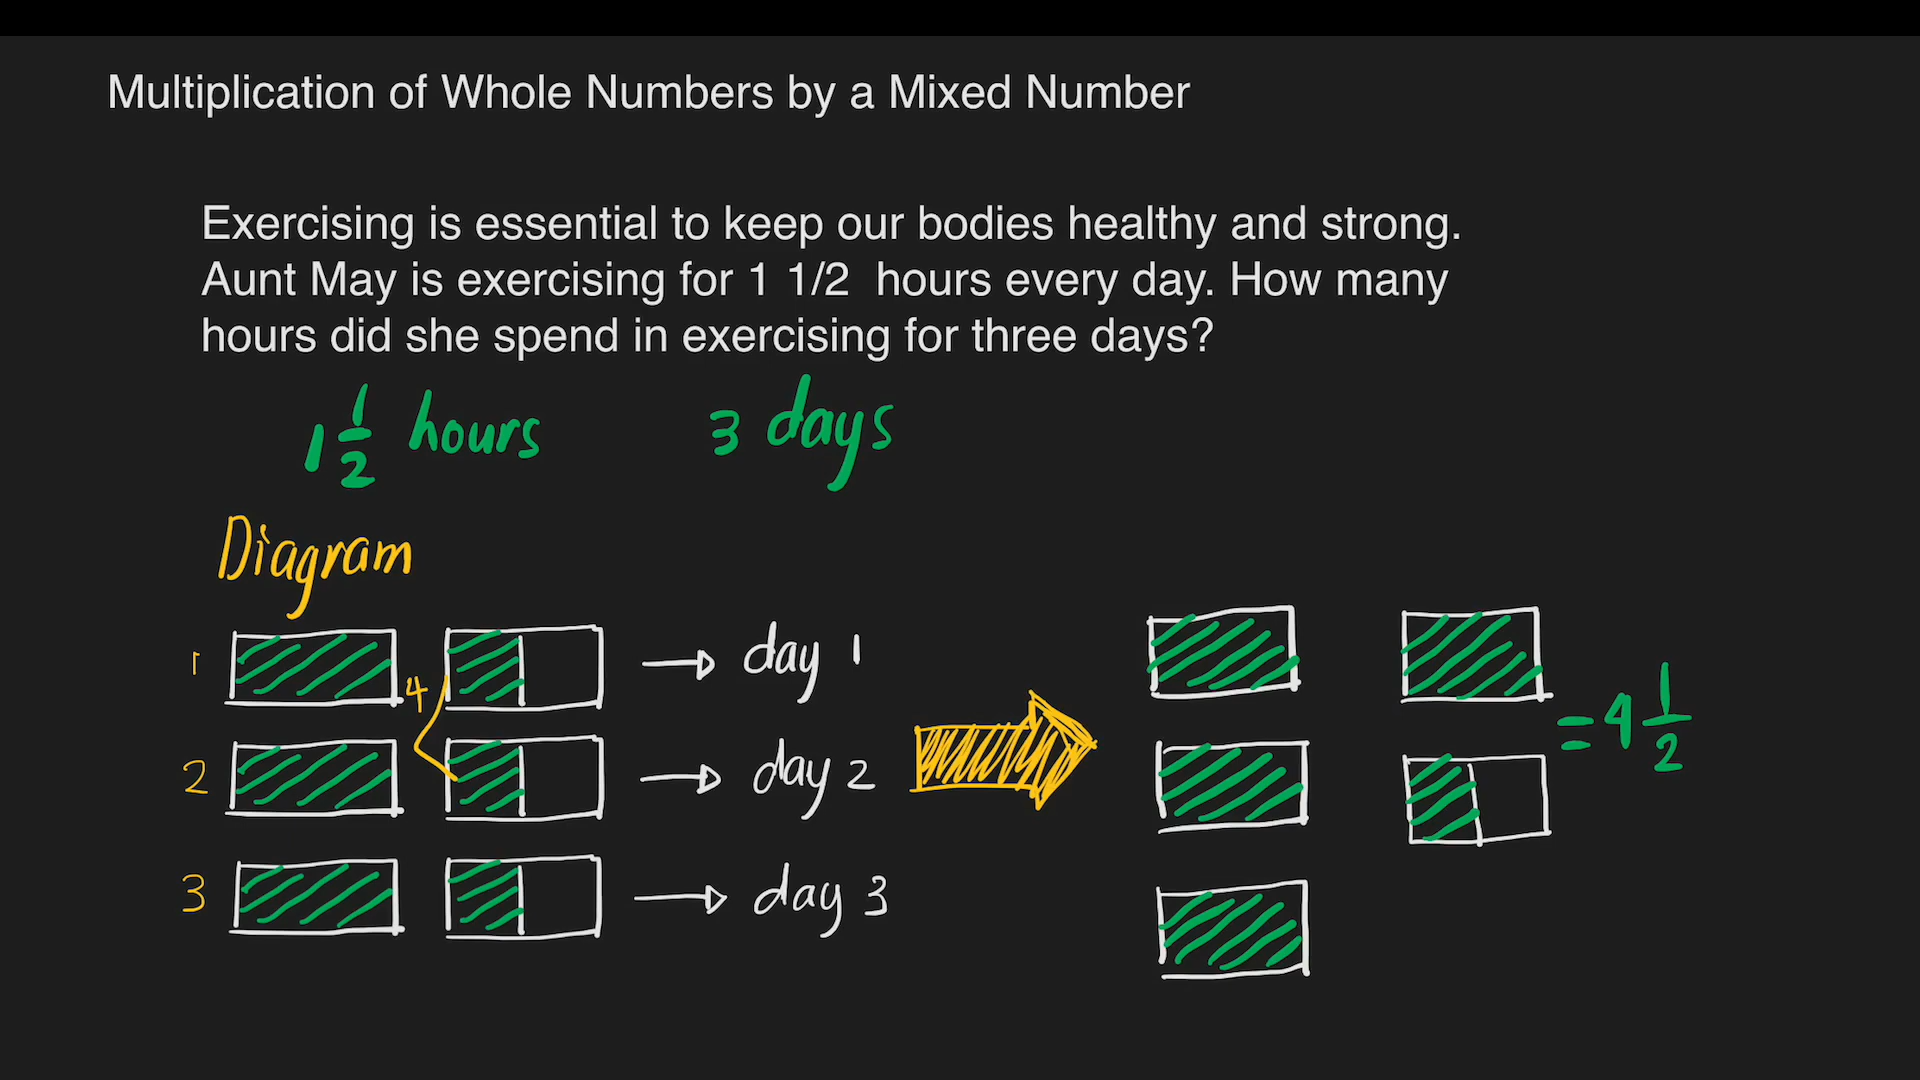 Multiplication of Whole Numbers by a Mixed Number
Exercising is essential to keep our bodies healthy and strong.
Aunt May is exercising for 1 1/2 hours every day. How many
hours did she spend in exercising for three days?
1 1/2 hours 3 days
Diagram
1 4 → day 1
2 → day 2
3 → day 3
= 4 1/2